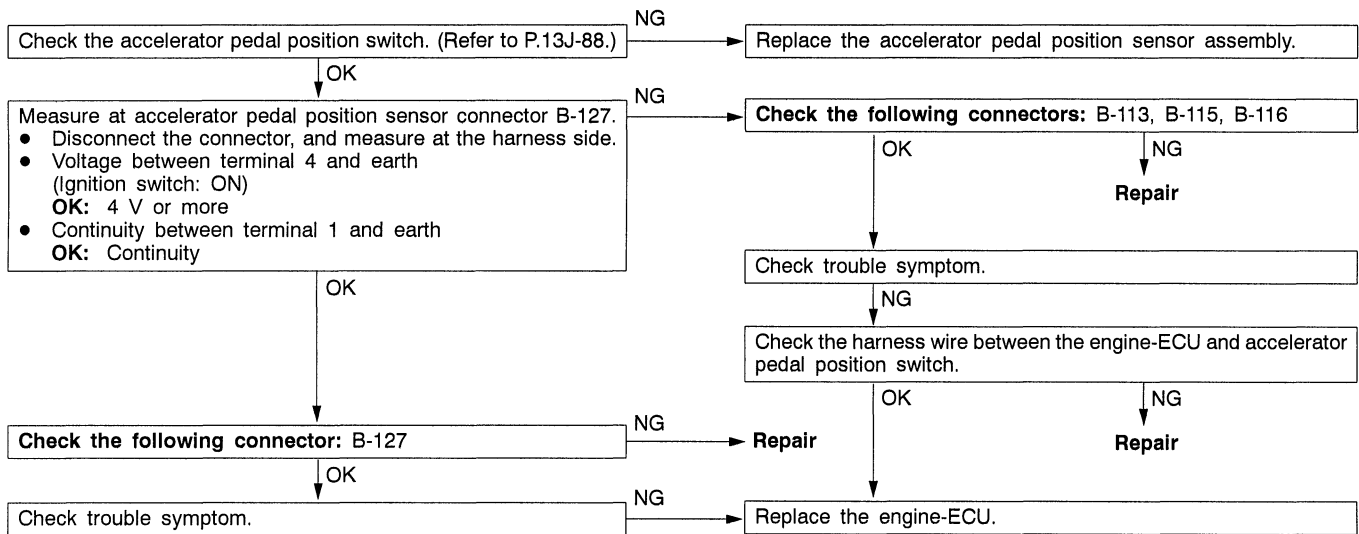 NG
Check the accelerator pedal position switch. (Refer to P.13J-88.)
Replace the accelerator pedal position sensor assembly.
OK
NG
Measure at accelerator pedal position sensor connector B-127.
● Disconnect the connector, and measure at the harness side.
● Voltage between terminal 4 and earth
(Ignition switch: ON)
OK: 4 V or more
● Continuity between terminal 1 and earth
OK: Continuity
Check the following connectors: B-113, B-115, B-116
OK
NG
Repair
Check trouble symptom.
OK
NG
Check the harness wire between the engine-ECU and accelerator
pedal position switch.
OK
NG
Check the following connector: B-127
NG
Repair
Repair
OK
NG
Check trouble symptom.
Replace the engine-ECU.